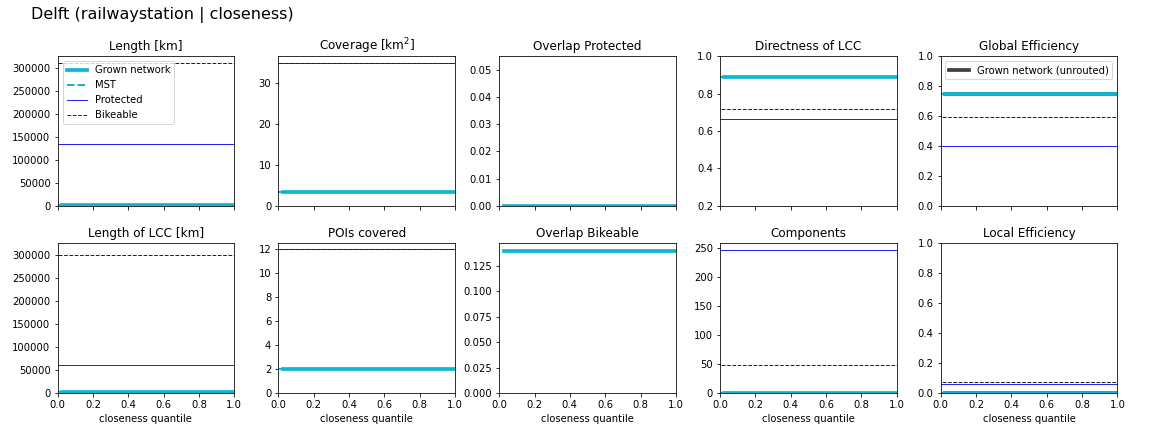 Delft (railwaystation | closeness)
Length [km]
Coverage [km²]
Overlap Protected
Directness of LCC
Global Efficiency
300000
250000
200000
150000
100000
50000
0
Grown network
MST
Protected
Bikeable
30
20
10
0
0.05
0.04
0.03
0.02
0.01
0.00
1.0
0.8
0.6
0.4
0.2
1.0
0.8
0.6
0.4
0.2
0.0
Grown network (unrouted)
Length of LCC [km]
POIs covered
Overlap Bikeable
Components
Local Efficiency
300000
250000
200000
150000
100000
50000
0
0.0 0.2 0.4 0.6 0.8 1.0
closeness quantile
12
10
8
6
4
2
0
0.0 0.2 0.4 0.6 0.8 1.0
closeness quantile
0.125
0.100
0.075
0.050
0.025
0.000
0.0 0.2 0.4 0.6 0.8 1.0
closeness quantile
250
200
150
100
50
0
0.0 0.2 0.4 0.6 0.8 1.0
closeness quantile
1.0
0.8
0.6
0.4
0.2
0.0
0.0 0.2 0.4 0.6 0.8 1.0
closeness quantile